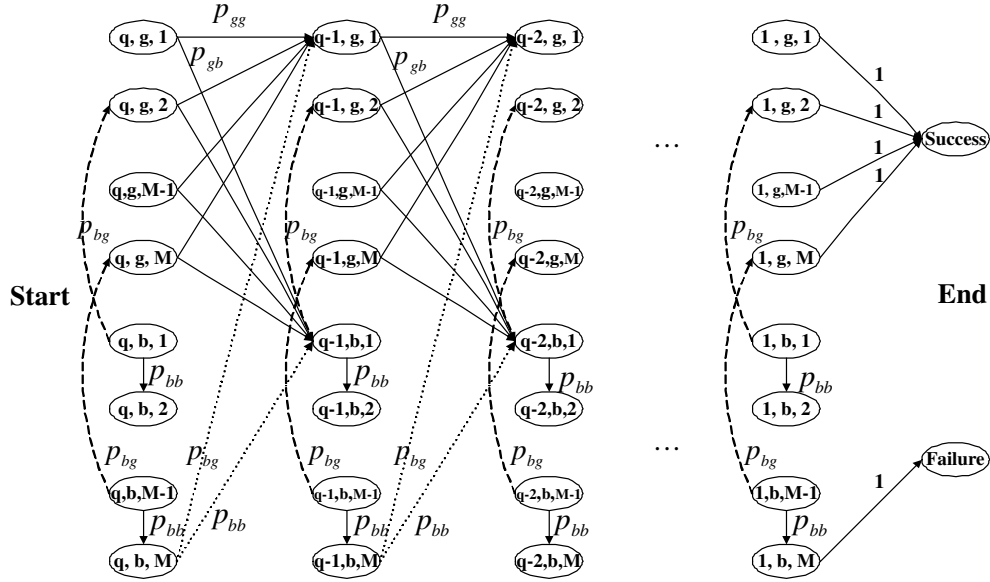 p_gg p_gg
q, g, 1 q-1, g, 1 q-2, g, 1 1 , g, 1
p_gb p_gb 1
q, g, 2 q-1, g, 2 q-2, g, 2 1, g, 2 1
... 1 Success
q,g,M-1 q-1,g,M-1 q-2,g,M-1 1, g,M-1 1
p_bg p_bg p_bg p_bg
q, g, M q-1,g,M q-2,g,M 1, g, M
Start End
q, b, 1 q-1,b,1 q-2,b,1 1, b, 1
p_bb p_bb p_bb p_bb
q, b, 2 q-1,b,2 q-2,b,2 1, b, 2
p_bg p_bg p_bg p_bg p_bg ... p_bg Failure
q,b,M-1 q-1,b,M-1 q-2,b,M-1 1,b,M-1 1
p_bb p_bb p_bb p_bb p_bb p_bb
q, b, M q-1,b,M q-2,b,M 1, b, M